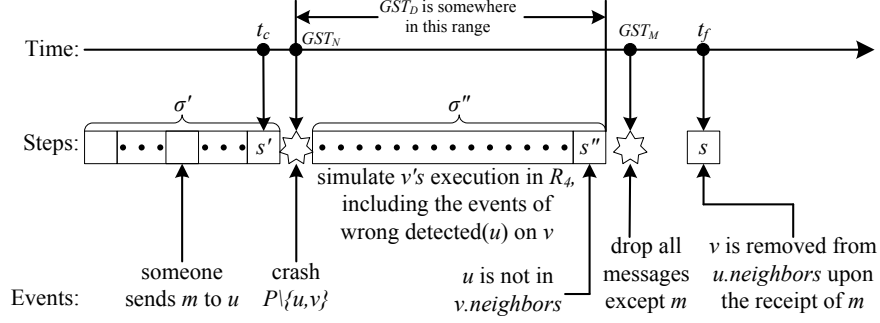 GST_D is somewhere
in this range
Time:
t_c
GST_N
GST_M
t_f
σ'
σ''
Steps:
s'
s''
s
simulate v's execution in R_4,
including the events of
wrong detected(u) on v
Events:
someone
sends m to u
crash
P\{u,v}
u is not in
v.neighbors
drop all
messages
except m
v is removed from
u.neighbors upon
the receipt of m